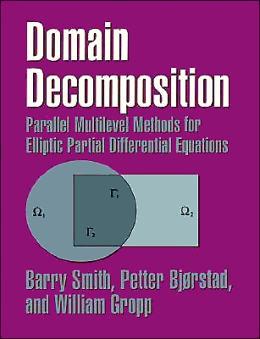 Domain
Decomposition
Parallel Multilevel Methods for
Elliptic Partial Differential Equations
Γ₁
Ω₁
Ω₂
Γ₂
Barry Smith, Petter Bjørstad,
and William Gropp